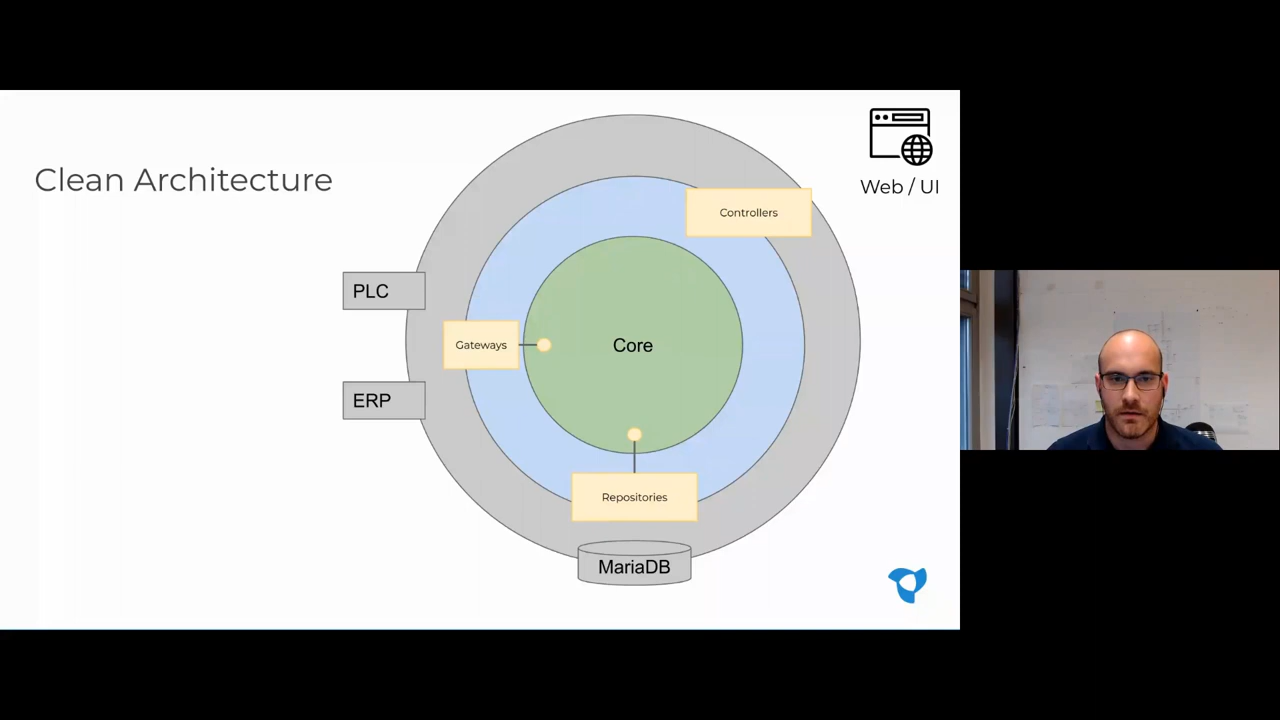 Clean Architecture
Web / UI
Controllers
PLC
Gateways
Core
ERP
Repositories
MariaDB